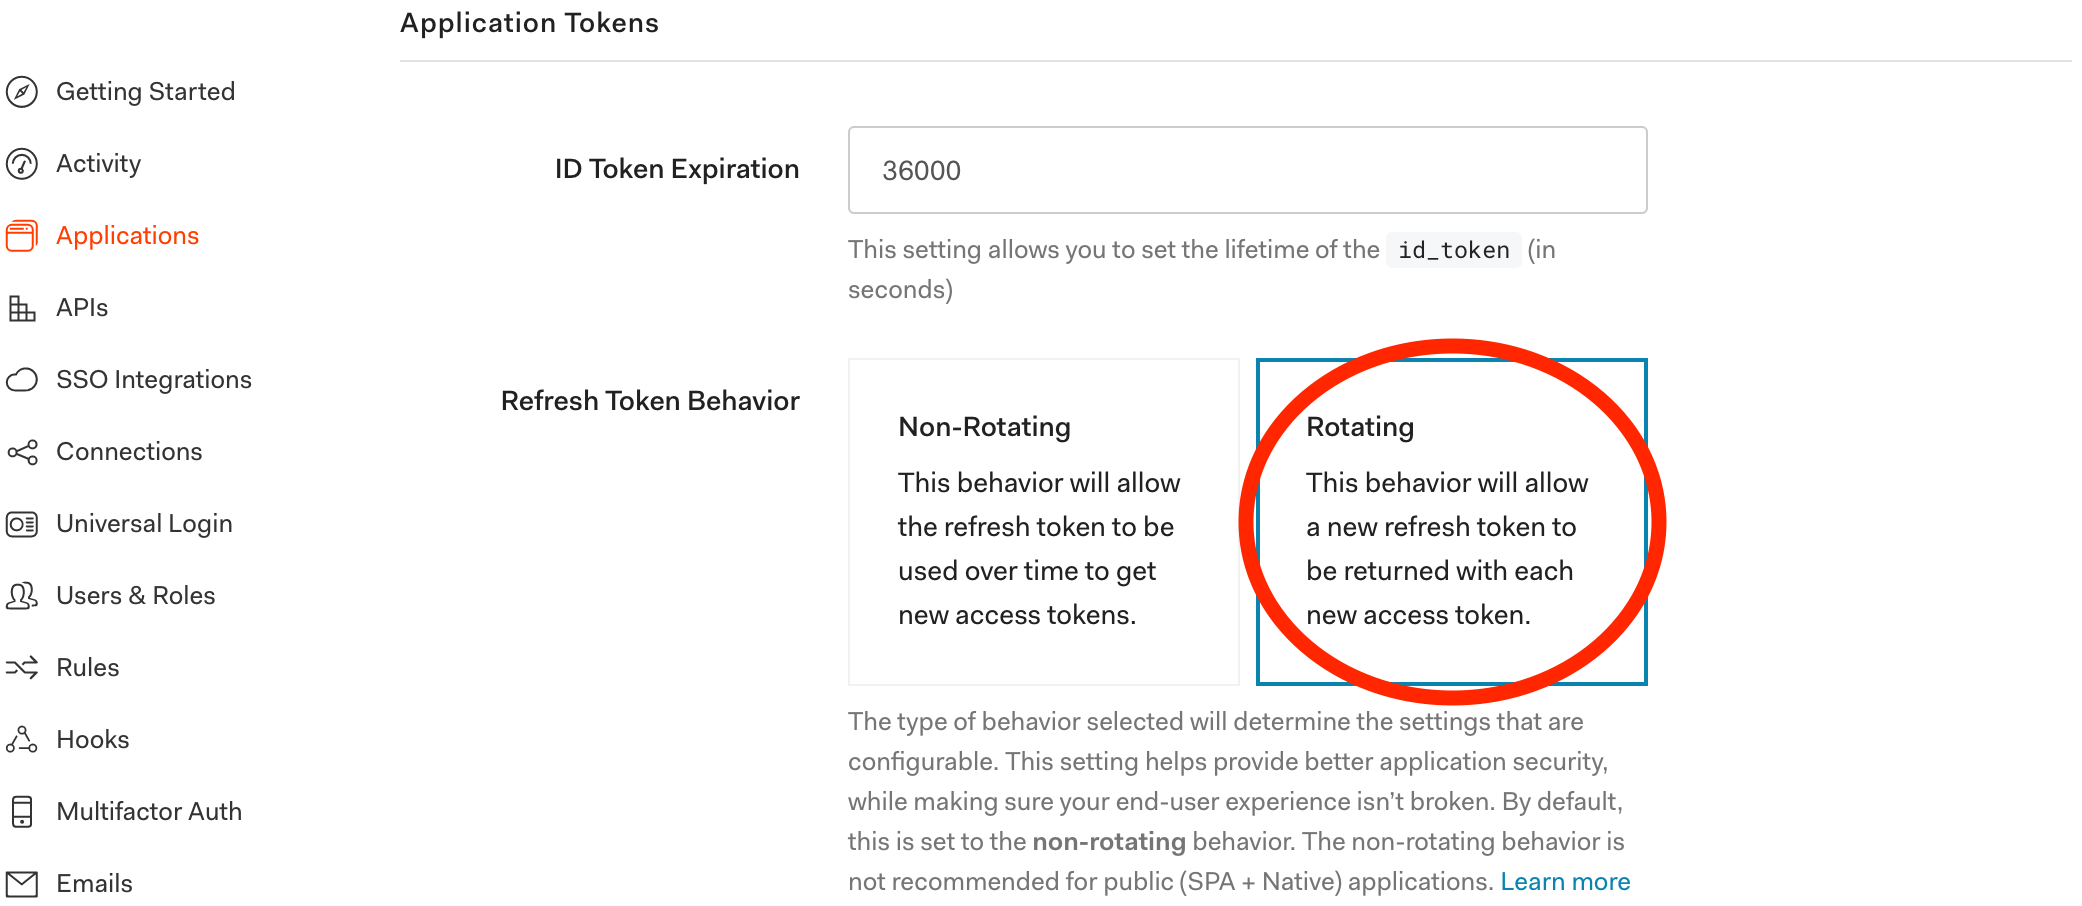 Application Tokens
Getting Started
Activity
Applications
APIs
SSO Integrations
Connections
Universal Login
Users & Roles
Rules
Hooks
Multifactor Auth
Emails
ID Token Expiration
36000
This setting allows you to set the lifetime of the id_token (in
seconds)
Refresh Token Behavior
Non-Rotating
This behavior will allow
the refresh token to be
used over time to get
new access tokens.
Rotating
This behavior will allow
a new refresh token to
be returned with each
new access token.
The type of behavior selected will determine the settings that are
configurable. This setting helps provide better application security,
while making sure your end-user experience isn’t broken. By default,
this is set to the non-rotating behavior. The non-rotating behavior is
not recommended for public (SPA + Native) applications. Learn more